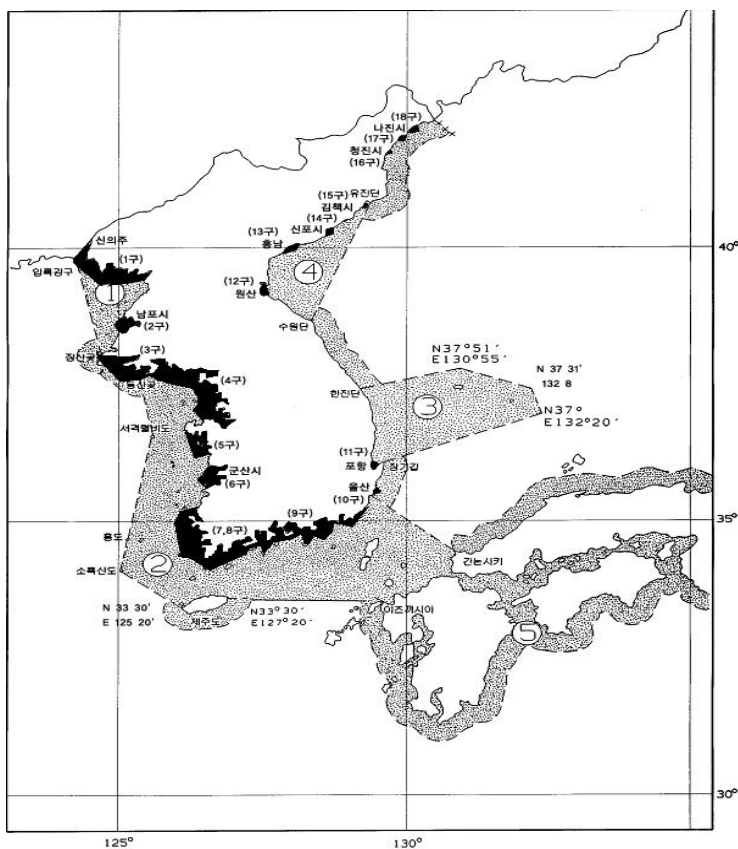 (18구)
나진시
(17구)
청진시
(16구)
(15구) 유진단
김책시
(14구)
(13구) 신포시
흥남
신의주
40°
압록강구
(1구)
④
(12구)
원산
①
남포시
(2구)
수원단
N37°51′
E130°55′
(3구)
장산곶
N 37 31'
132 8
등산곶
(4구)
한진단
③
N37°
E132°20′
서격렬비도
(5구)
(11구)
포항
장기갑
군산시
(6구)
울산
(10구)
(9구)
35°
(7,8구)
홍도
②
간논사키
소흑산도
N 33 30'
E 125 20'
N33°30′
E127°20′
제주도
이즈끼시아
⑤
30°
125°
130°